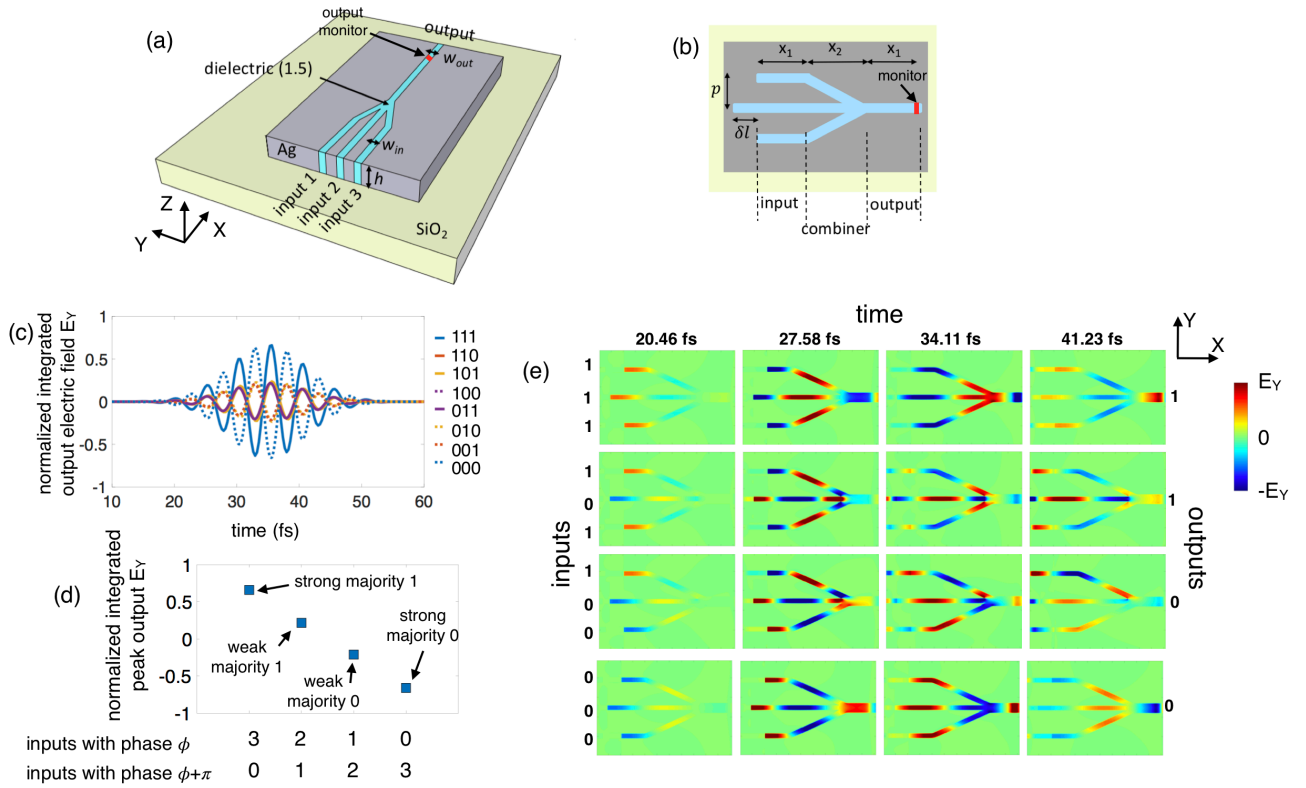 (a)
output
monitor
output
w_out
dielectric (1.5)
w_in
Ag
h
input 1
input 2
input 3
SiO₂
Z
Y
X
(b)
x₁
x₂
x₁
monitor
p
δl
input
output
combiner
(c)
normalized integrated
output electric field E_Y
1
0.5
0
-0.5
-1
10
20
30
40
50
60
time (fs)
111
110
101
100
011
010
001
000
(d)
normalized integrated
peak output E_Y
1
0.5
0
-0.5
-1
strong majority 1
weak
majority 1
weak
majority 0
strong
majority 0
inputs with phase ϕ 3 2 1 0
inputs with phase ϕ+π 0 1 2 3
(e)
time
20.46 fs 27.58 fs 34.11 fs 41.23 fs
Y
X
inputs
outputs
1
1
1
1
1
0
1
1
1
0
0
0
0
0
0
0
E_Y
0
-E_Y